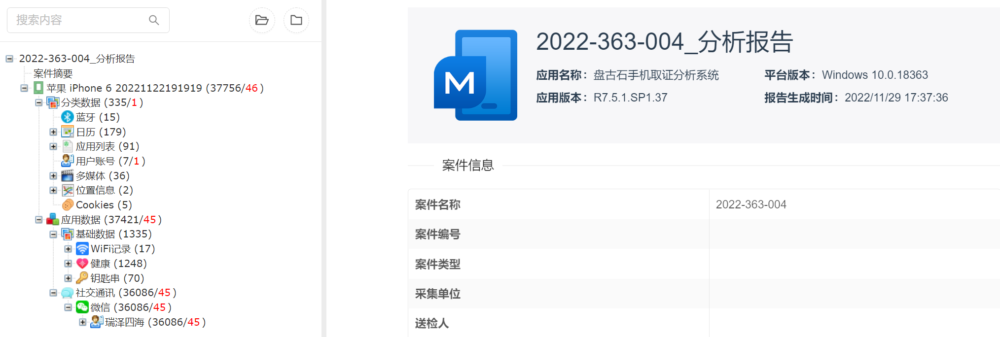 搜索内容
2022-363-004_分析报告
案件摘要
苹果 iPhone 6 20221122191919 (37756/46 )
分类数据 (335/1 )
蓝牙 (15)
日历 (179)
应用列表 (91)
用户账号 (7/1 )
多媒体 (36)
位置信息 (2)
Cookies (5)
应用数据 (37421/45 )
基础数据 (1335)
WiFi记录 (17)
健康 (1248)
钥匙串 (70)
社交通讯 (36086/45 )
微信 (36086/45 )
瑞泽四海 (36086/45 )
M
2022-363-004_分析报告
应用名称： 盘古石手机取证分析系统 平台版本： Windows 10.0.18363
应用版本： R7.5.1.SP1.37 报告生成时间： 2022/11/29 17:37:36
案件信息
案件名称 2022-363-004
案件编号
案件类型
采集单位
送检人